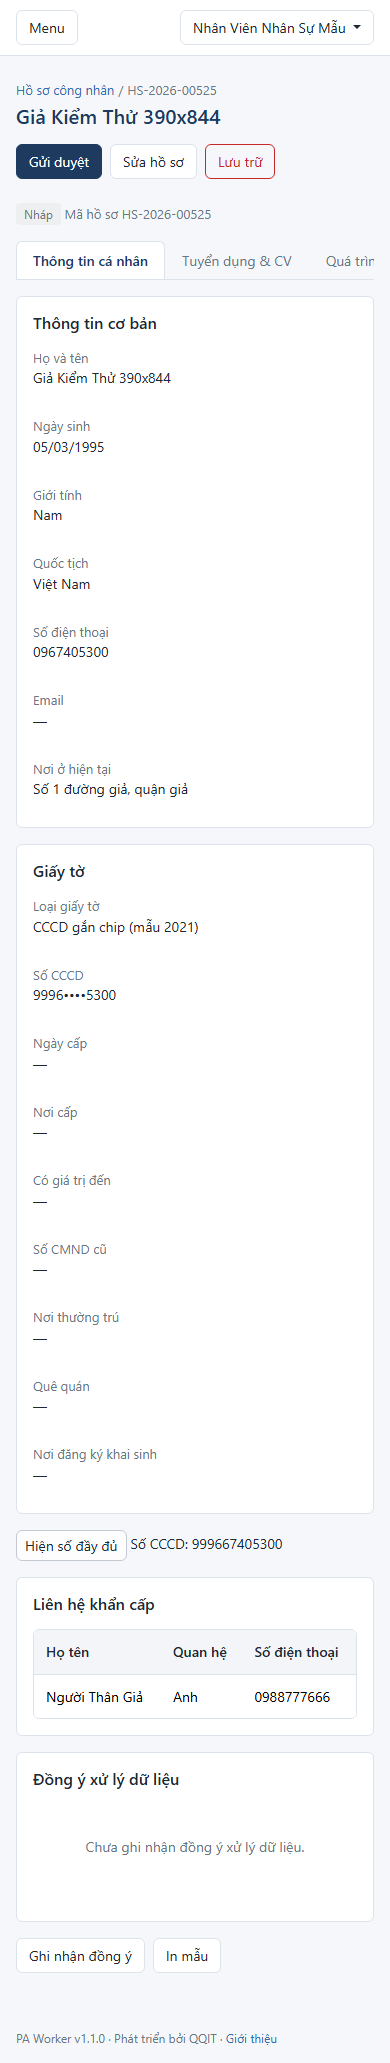 Menu
Nhân Viên Nhân Sự Mẫu
Hồ sơ công nhân / HS-2026-00525
Giả Kiểm Thử 390x844
Gửi duyệt
Sửa hồ sơ
Lưu trữ
Nháp Mã hồ sơ HS-2026-00525
Thông tin cá nhân
Tuyển dụng & CV
Quá trìn
Thông tin cơ bản
Họ và tên
Giả Kiểm Thử 390x844
Ngày sinh
05/03/1995
Giới tính
Nam
Quốc tịch
Việt Nam
Số điện thoại
0967405300
Email
—
Nơi ở hiện tại
Số 1 đường giả, quận giả
Giấy tờ
Loại giấy tờ
CCCD gắn chip (mẫu 2021)
Số CCCD
9996••••5300
Ngày cấp
—
Nơi cấp
—
Có giá trị đến
—
Số CMND cũ
—
Nơi thường trú
—
Quê quán
—
Nơi đăng ký khai sinh
—
Hiện số đầy đủ Số CCCD: 999667405300
Liên hệ khẩn cấp
Họ tên Quan hệ Số điện thoại
Người Thân Giả Anh 0988777666
Đồng ý xử lý dữ liệu
Chưa ghi nhận đồng ý xử lý dữ liệu.
Ghi nhận đồng ý
In mẫu
PA Worker v1.1.0 · Phát triển bởi QQIT · Giới thiệu